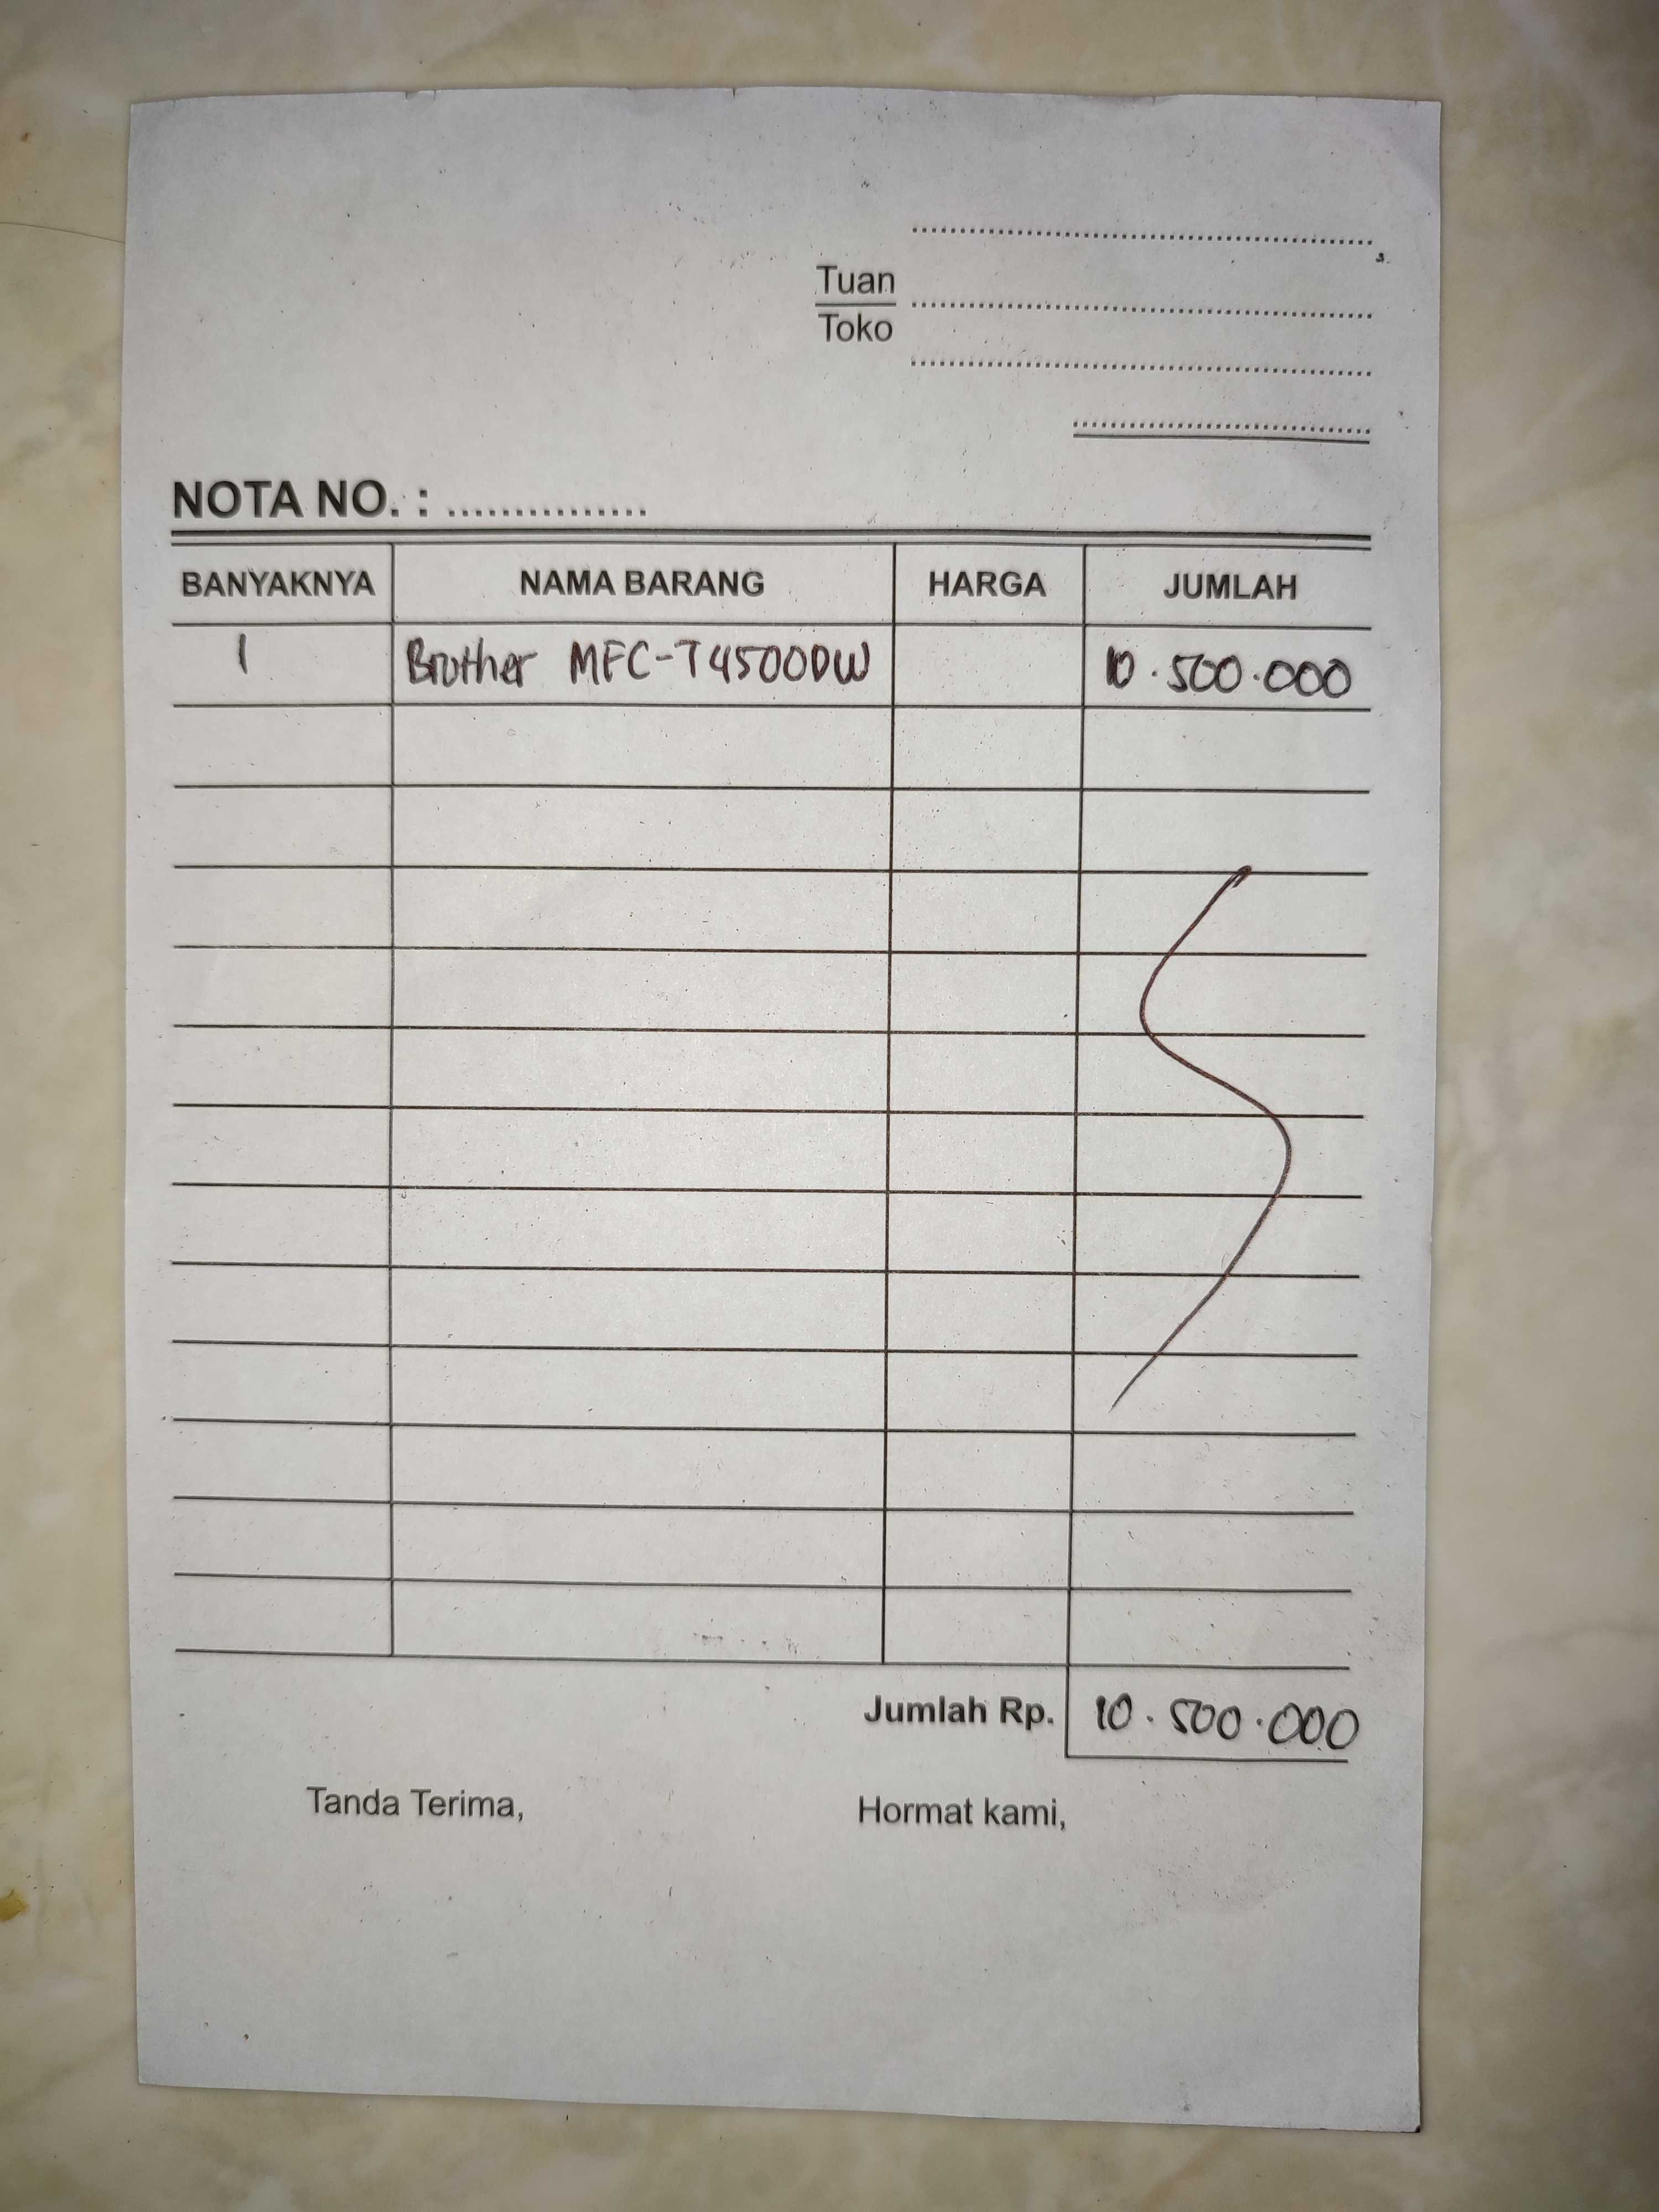 Tuan
Toko
NOTA NO. : ...............
BANYAKNYA NAMA BARANG HARGA JUMLAH
1 Brother MFC-T4500DW 10.500.000
Jumlah Rp. 10.500.000
Tanda Terima, Hormat kami,